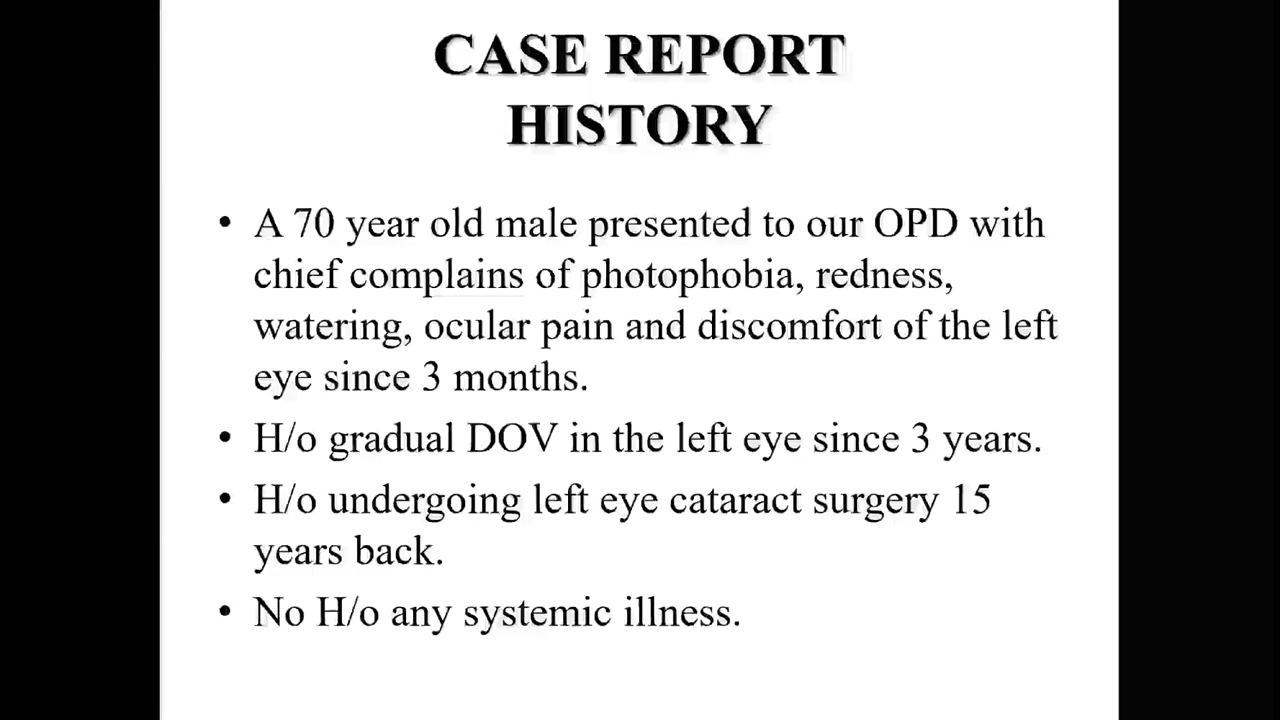 CASE REPORT
HISTORY
• A 70 year old male presented to our OPD with
chief complains of photophobia, redness,
watering, ocular pain and discomfort of the left
eye since 3 months.
• H/o gradual DOV in the left eye since 3 years.
• H/o undergoing left eye cataract surgery 15
years back.
• No H/o any systemic illness.